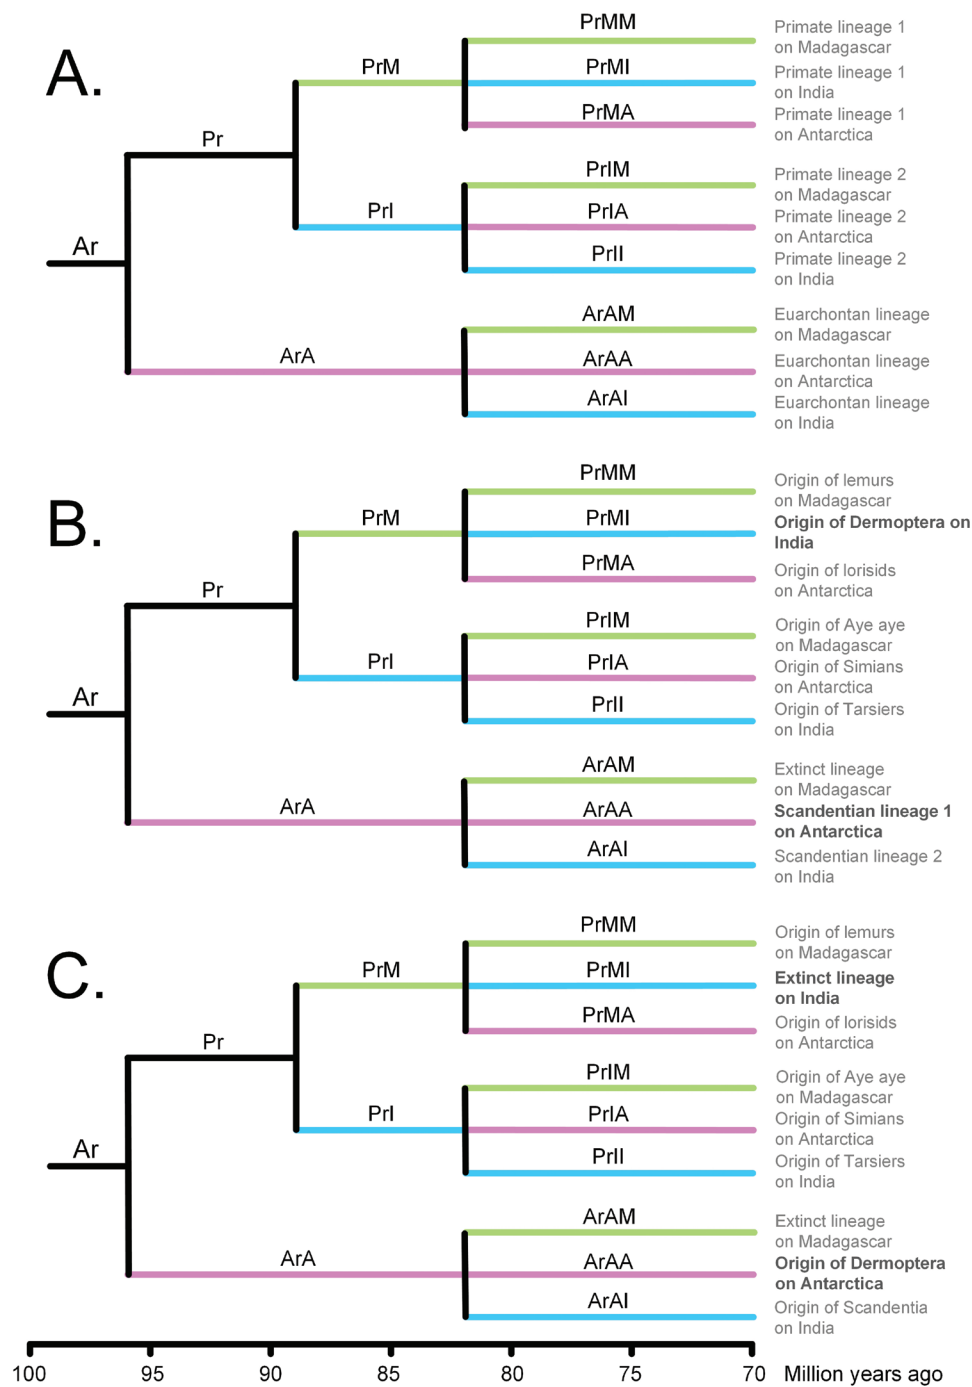 A.
Ar
Pr
PrM
PrI
ArA
PrMM
PrMI
PrMA
PrIM
PrIA
PrII
ArAM
ArAA
ArAI
Primate lineage 1
on Madagascar
Primate lineage 1
on India
Primate lineage 1
on Antarctica
Primate lineage 2
on Madagascar
Primate lineage 2
on Antarctica
Primate lineage 2
on India
Euarchontan lineage
on Madagascar
Euarchontan lineage
on Antarctica
Euarchontan lineage
on India
B.
Ar
Pr
PrM
PrI
ArA
PrMM
PrMI
PrMA
PrIM
PrIA
PrII
ArAM
ArAA
ArAI
Origin of lemurs
on Madagascar
Origin of Dermoptera on
India
Origin of lorisids
on Antarctica
Origin of Aye aye
on Madagascar
Origin of Simians
on Antarctica
Origin of Tarsiers
on India
Extinct lineage
on Madagascar
Scandentian lineage 1
on Antarctica
Scandentian lineage 2
on India
C.
Ar
Pr
PrM
PrI
ArA
PrMM
PrMI
PrMA
PrIM
PrIA
PrII
ArAM
ArAA
ArAI
Origin of lemurs
on Madagascar
Extinct lineage
on India
Origin of lorisids
on Antarctica
Origin of Aye aye
on Madagascar
Origin of Simians
on Antarctica
Origin of Tarsiers
on India
Extinct lineage
on Madagascar
Origin of Dermoptera
on Antarctica
Origin of Scandentia
on India
100 95 90 85 80 75 70 Million years ago